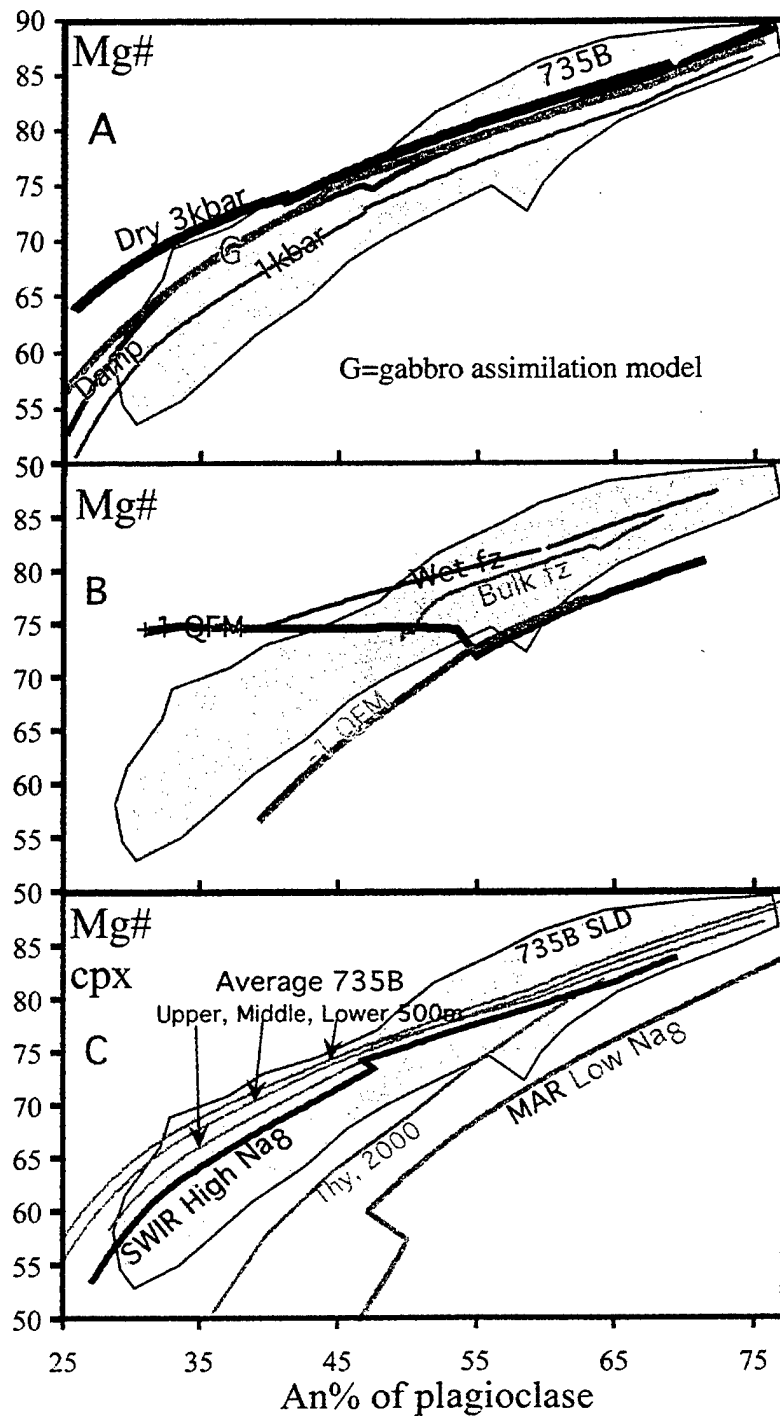 90
Mg#
735B
85
A
80
75
Dry 3kbar
G
70
1kbar
65
60
Damp
G=gabbro assimilation model
55
50
Mg#
85
Wet fz
80
B
Bulk fz
75
+1 QFM
70
-1 QFM
65
60
55
50
Mg#
735B SLD
85
cpx
Average 735B
80
Upper, Middle, Lower 500m
C
75
MAR Low Na8
70
SWIR High Na8
Thy, 2000
65
60
55
50
25 35 45 55 65 75
An% of plagioclase